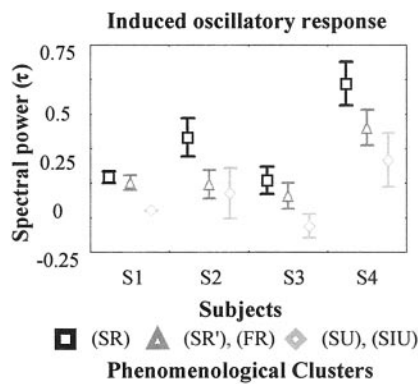 Induced oscillatory response
Spectral power (τ)
0.75
0.5
0.25
0
-0.25
S1 S2 S3 S4
Subjects
(SR) (SR'), (FR) (SU), (SIU)
Phenomenological Clusters